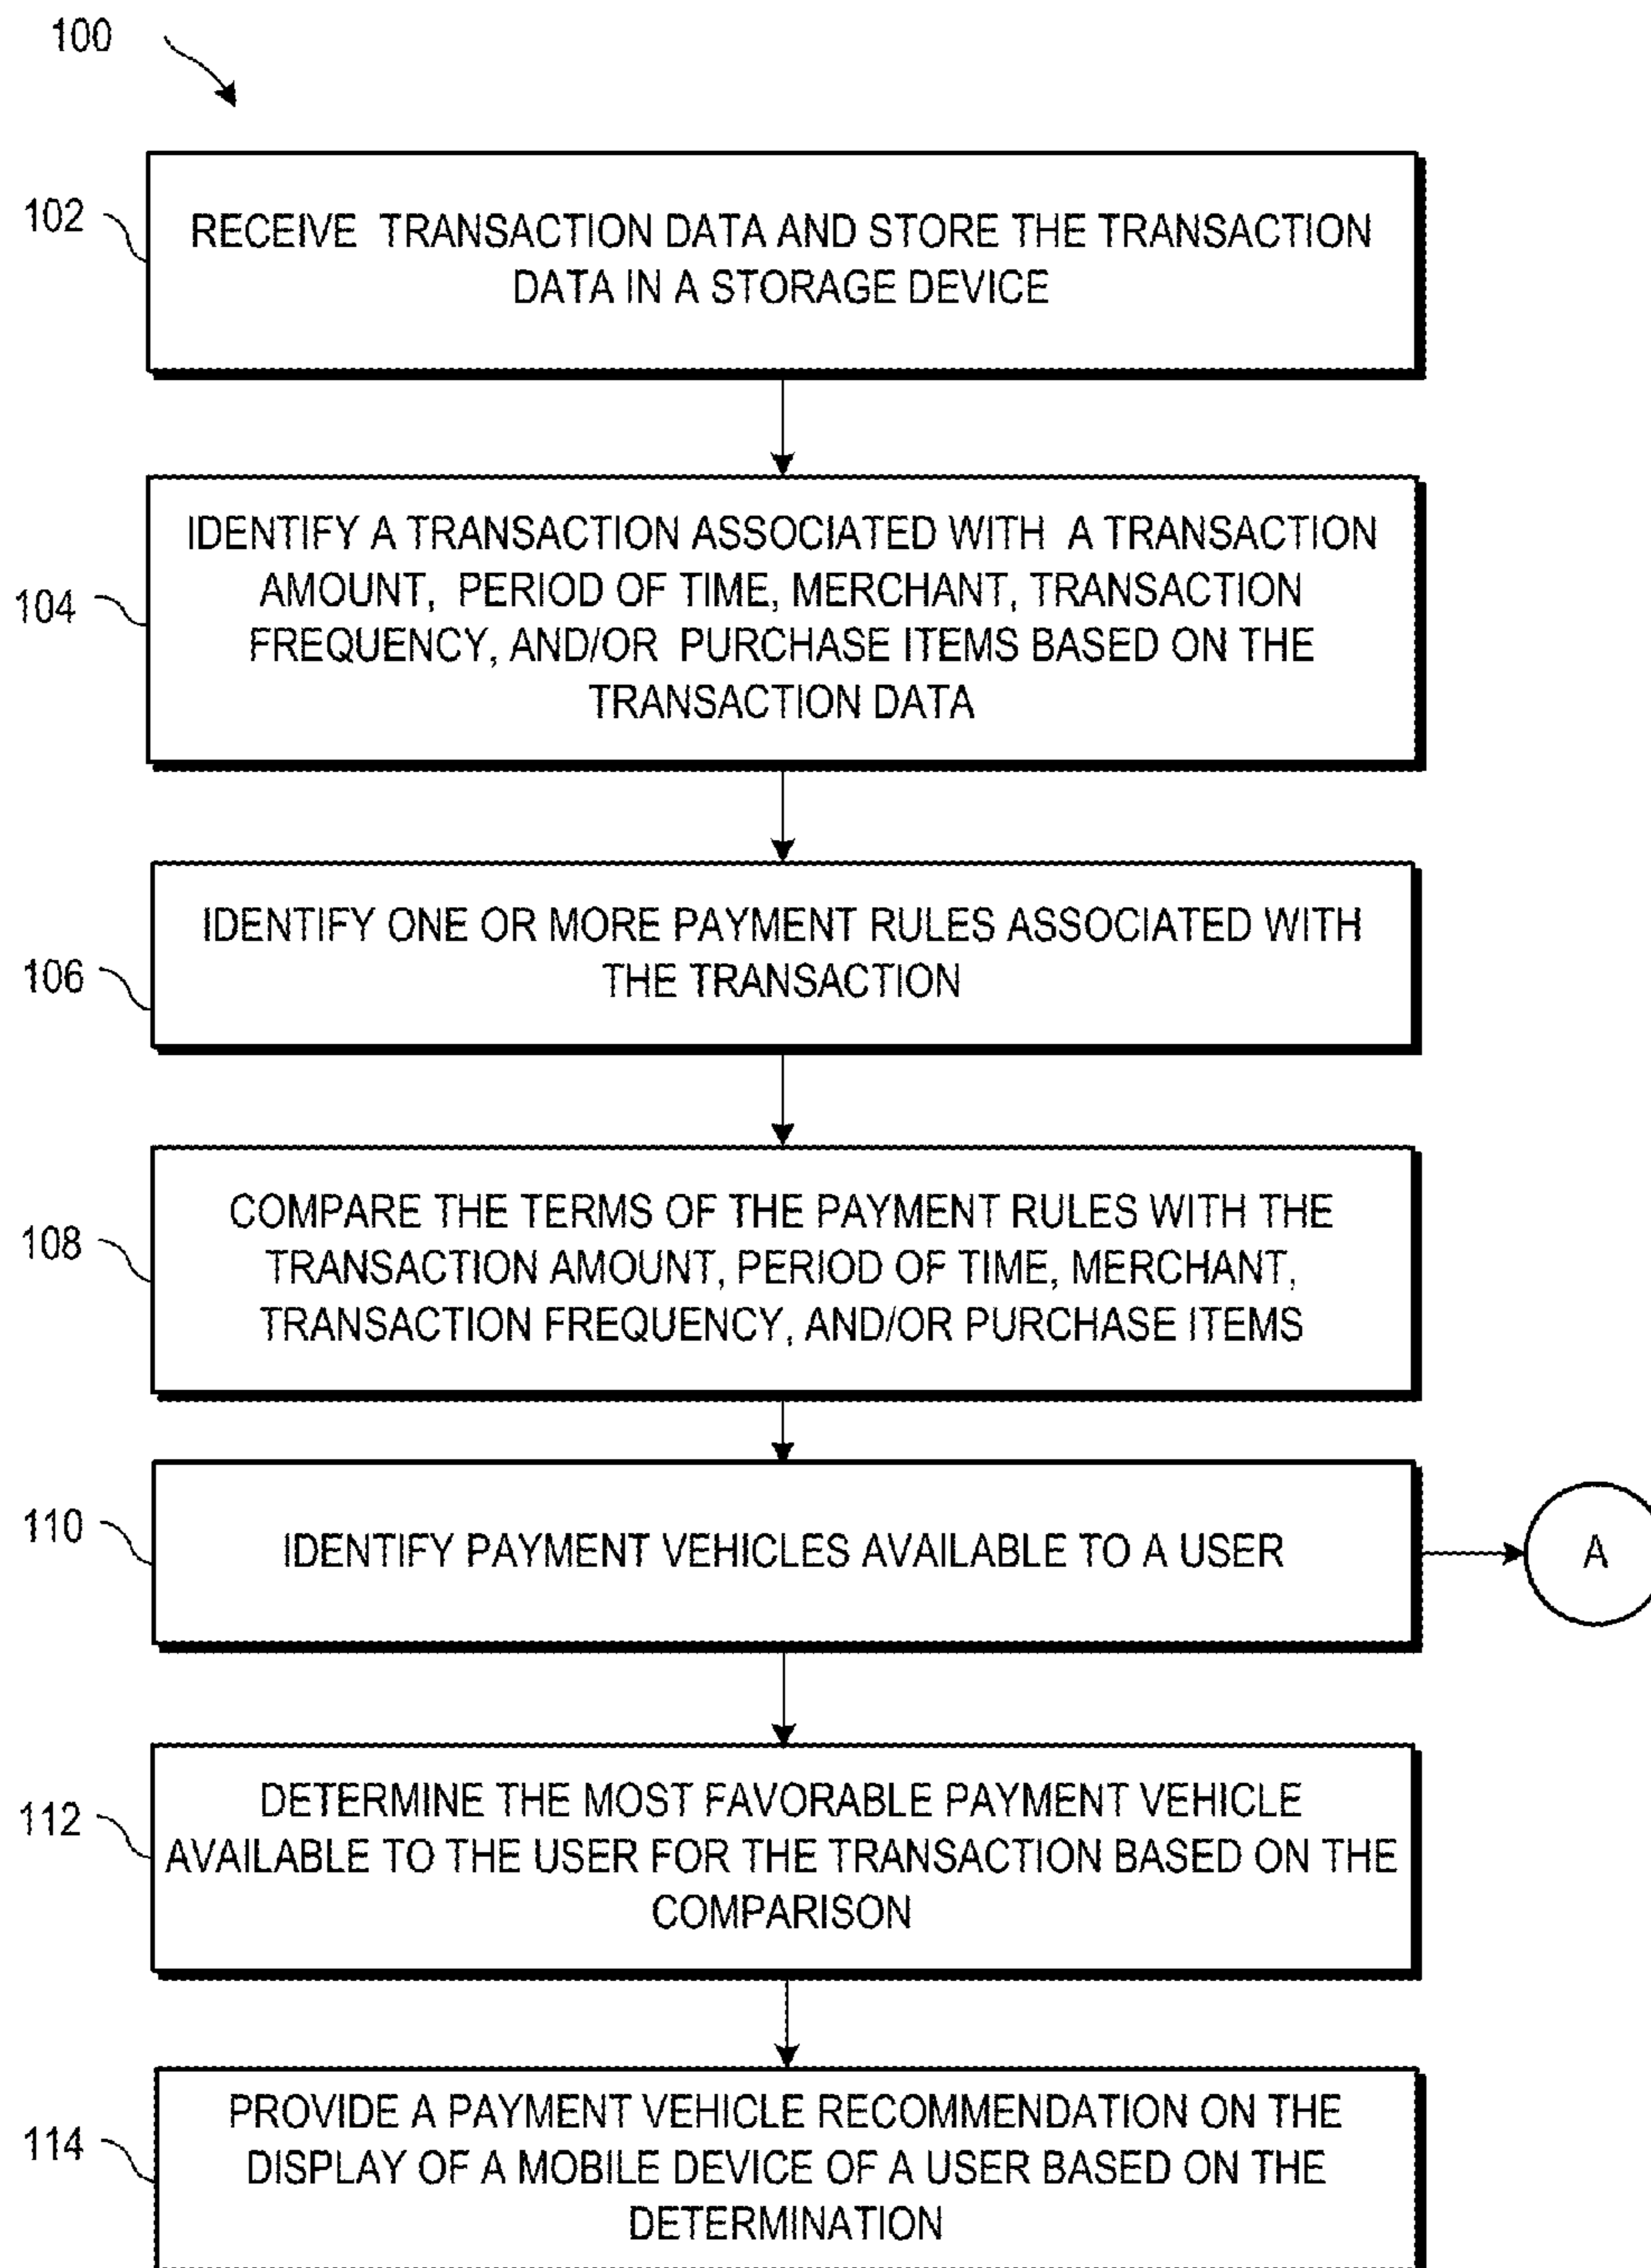 100
102
RECEIVE TRANSACTION DATA AND STORE THE TRANSACTION
DATA IN A STORAGE DEVICE
104
IDENTIFY A TRANSACTION ASSOCIATED WITH A TRANSACTION
AMOUNT, PERIOD OF TIME, MERCHANT, TRANSACTION
FREQUENCY, AND/OR PURCHASE ITEMS BASED ON THE
TRANSACTION DATA
106
IDENTIFY ONE OR MORE PAYMENT RULES ASSOCIATED WITH
THE TRANSACTION
108
COMPARE THE TERMS OF THE PAYMENT RULES WITH THE
TRANSACTION AMOUNT, PERIOD OF TIME, MERCHANT,
TRANSACTION FREQUENCY, AND/OR PURCHASE ITEMS
110
IDENTIFY PAYMENT VEHICLES AVAILABLE TO A USER
A
112
DETERMINE THE MOST FAVORABLE PAYMENT VEHICLE
AVAILABLE TO THE USER FOR THE TRANSACTION BASED ON THE
COMPARISON
114
PROVIDE A PAYMENT VEHICLE RECOMMENDATION ON THE
DISPLAY OF A MOBILE DEVICE OF A USER BASED ON THE
DETERMINATION